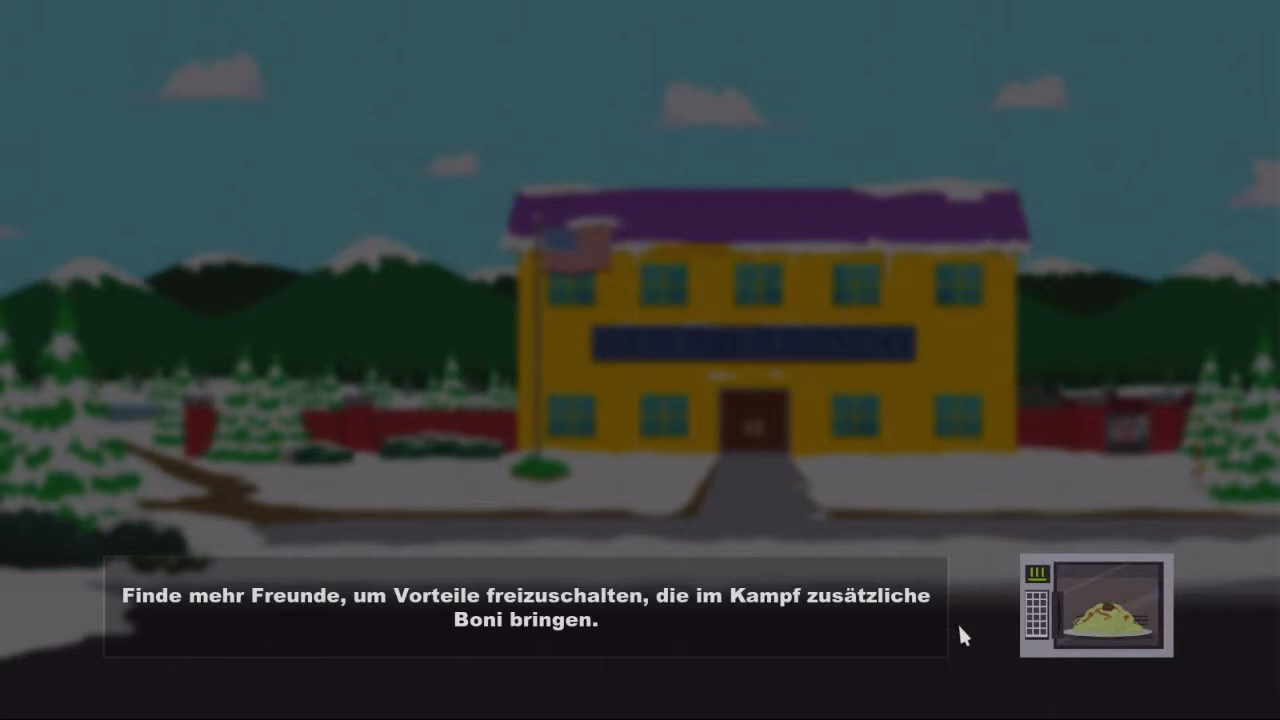 Finde mehr Freunde, um Vorteile freizuschalten, die im Kampf zusätzliche
Boni bringen.